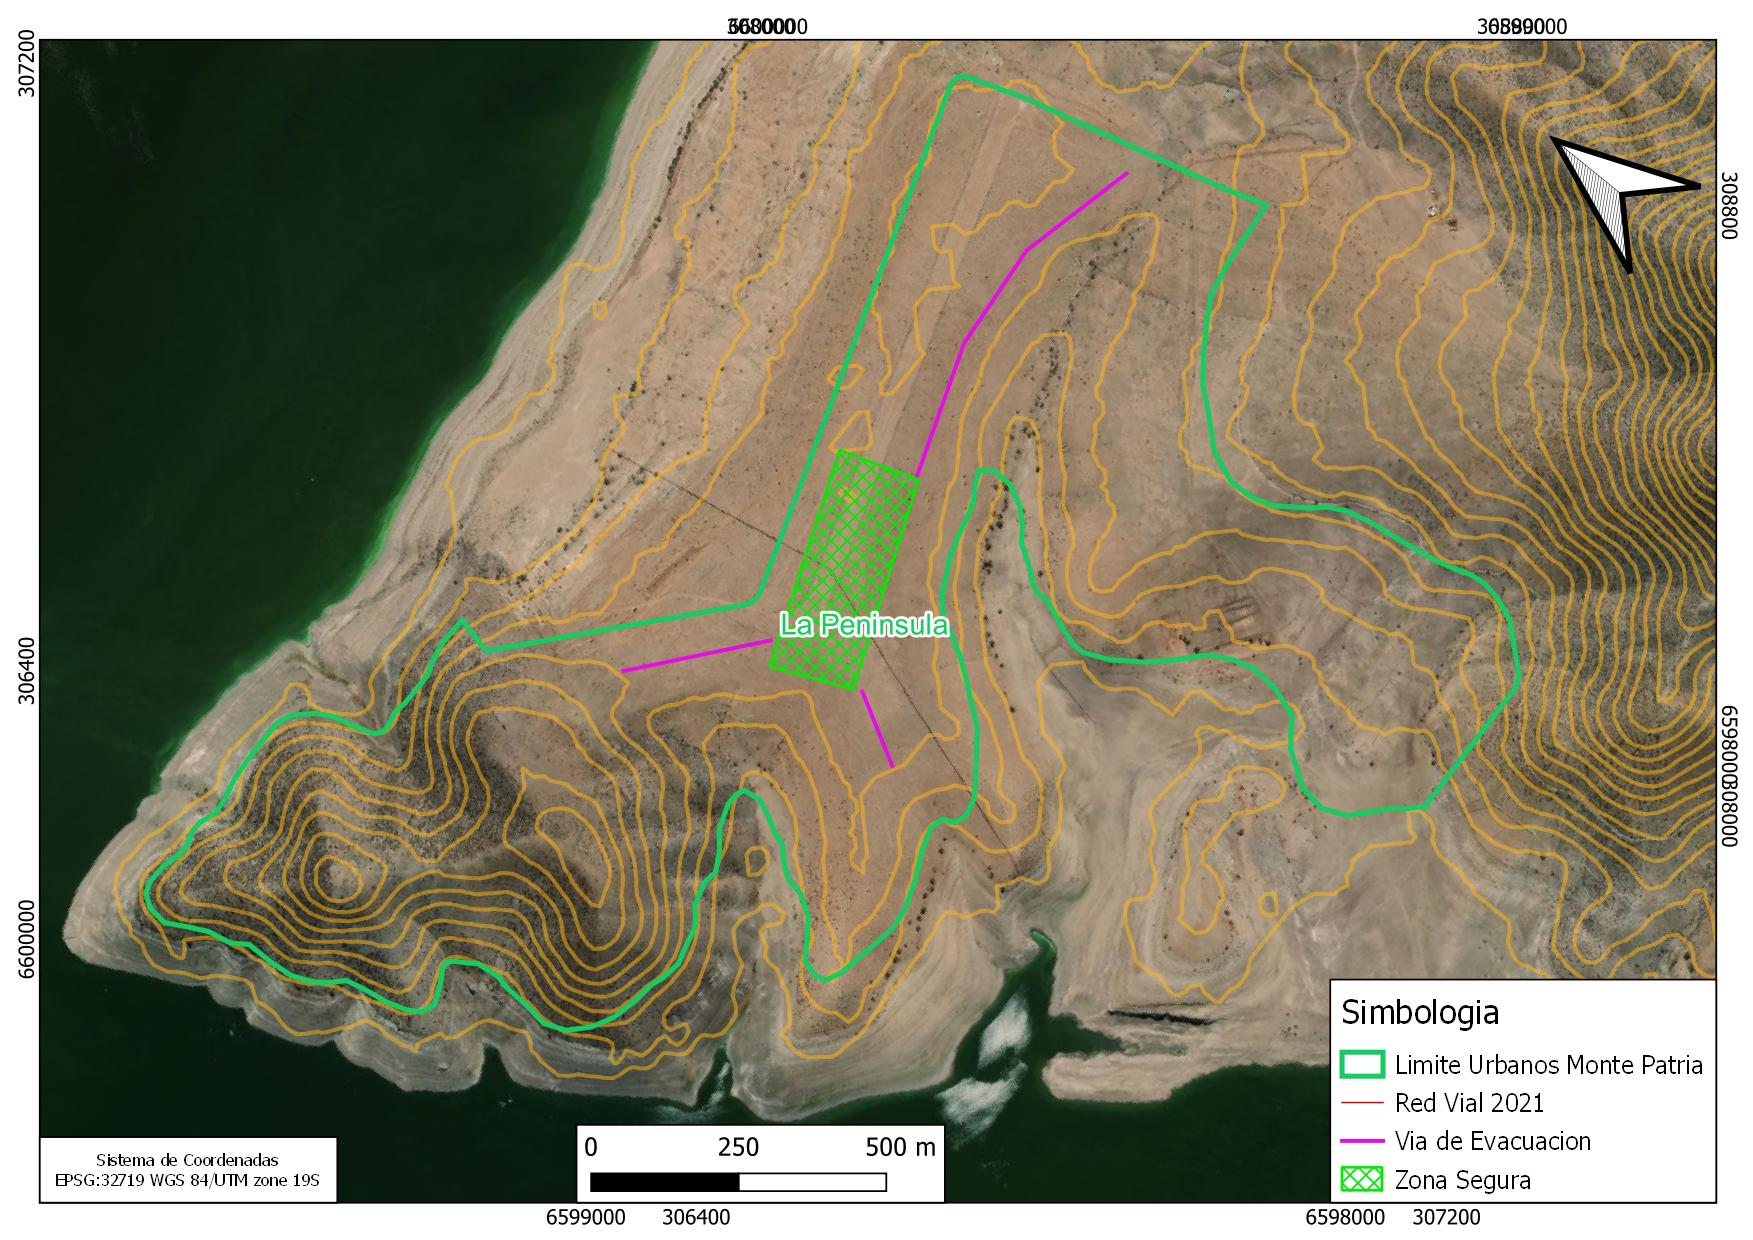 307200
308800
La Peninsula
306400
6600000
Simbologia
Limite Urbanos Monte Patria
Red Vial 2021
Via de Evacuacion
Zona Segura
0 250 500 m
Sistema de Coordenadas
EPSG:32719 WGS 84/UTM zone 19S
6599000 306400
6598000 307200